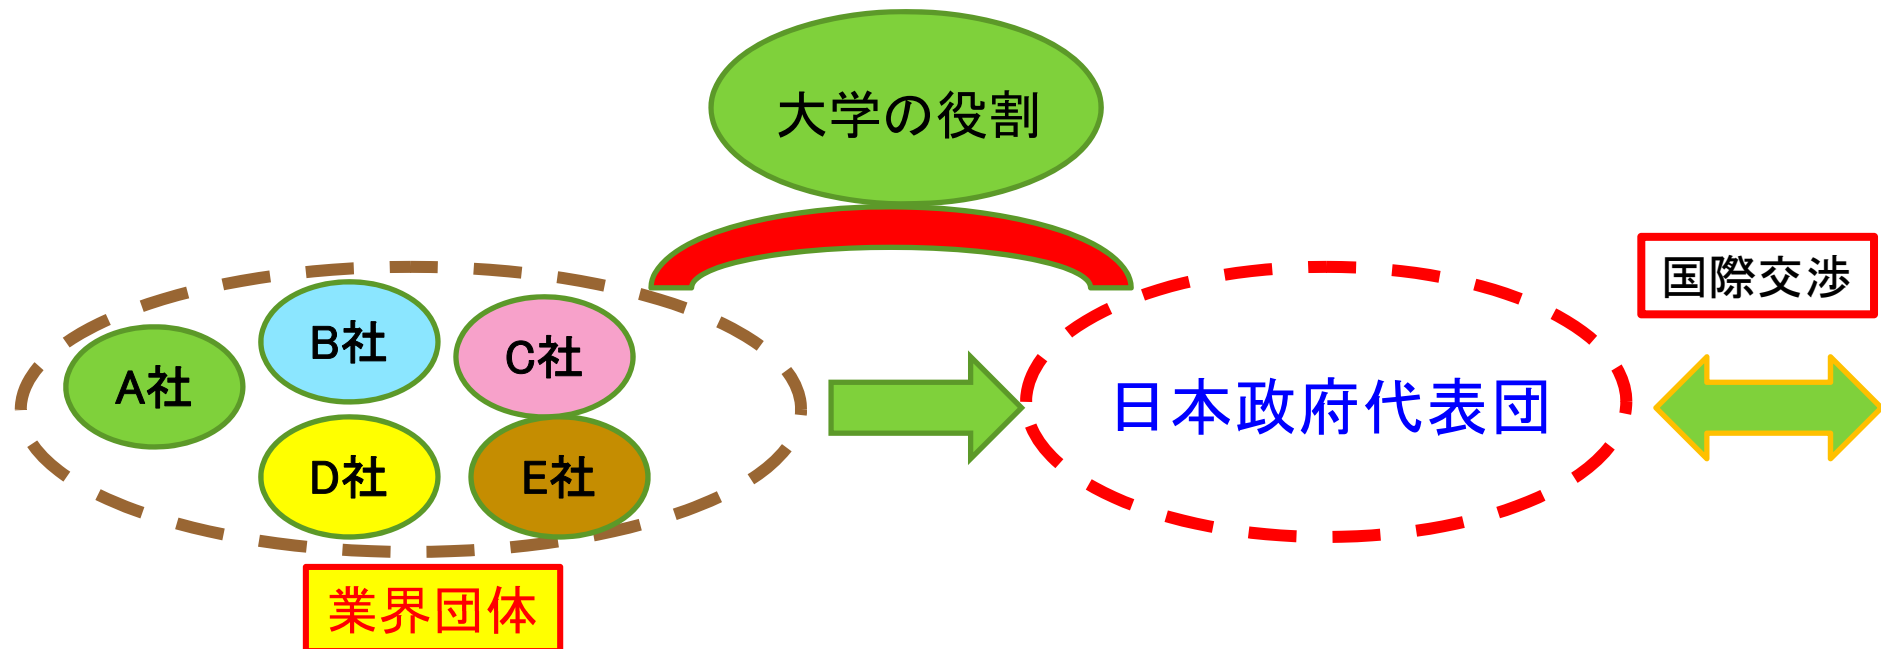 大学の役割
国際交渉
A社
B社
C社
D社
E社
日本政府代表団
業界団体